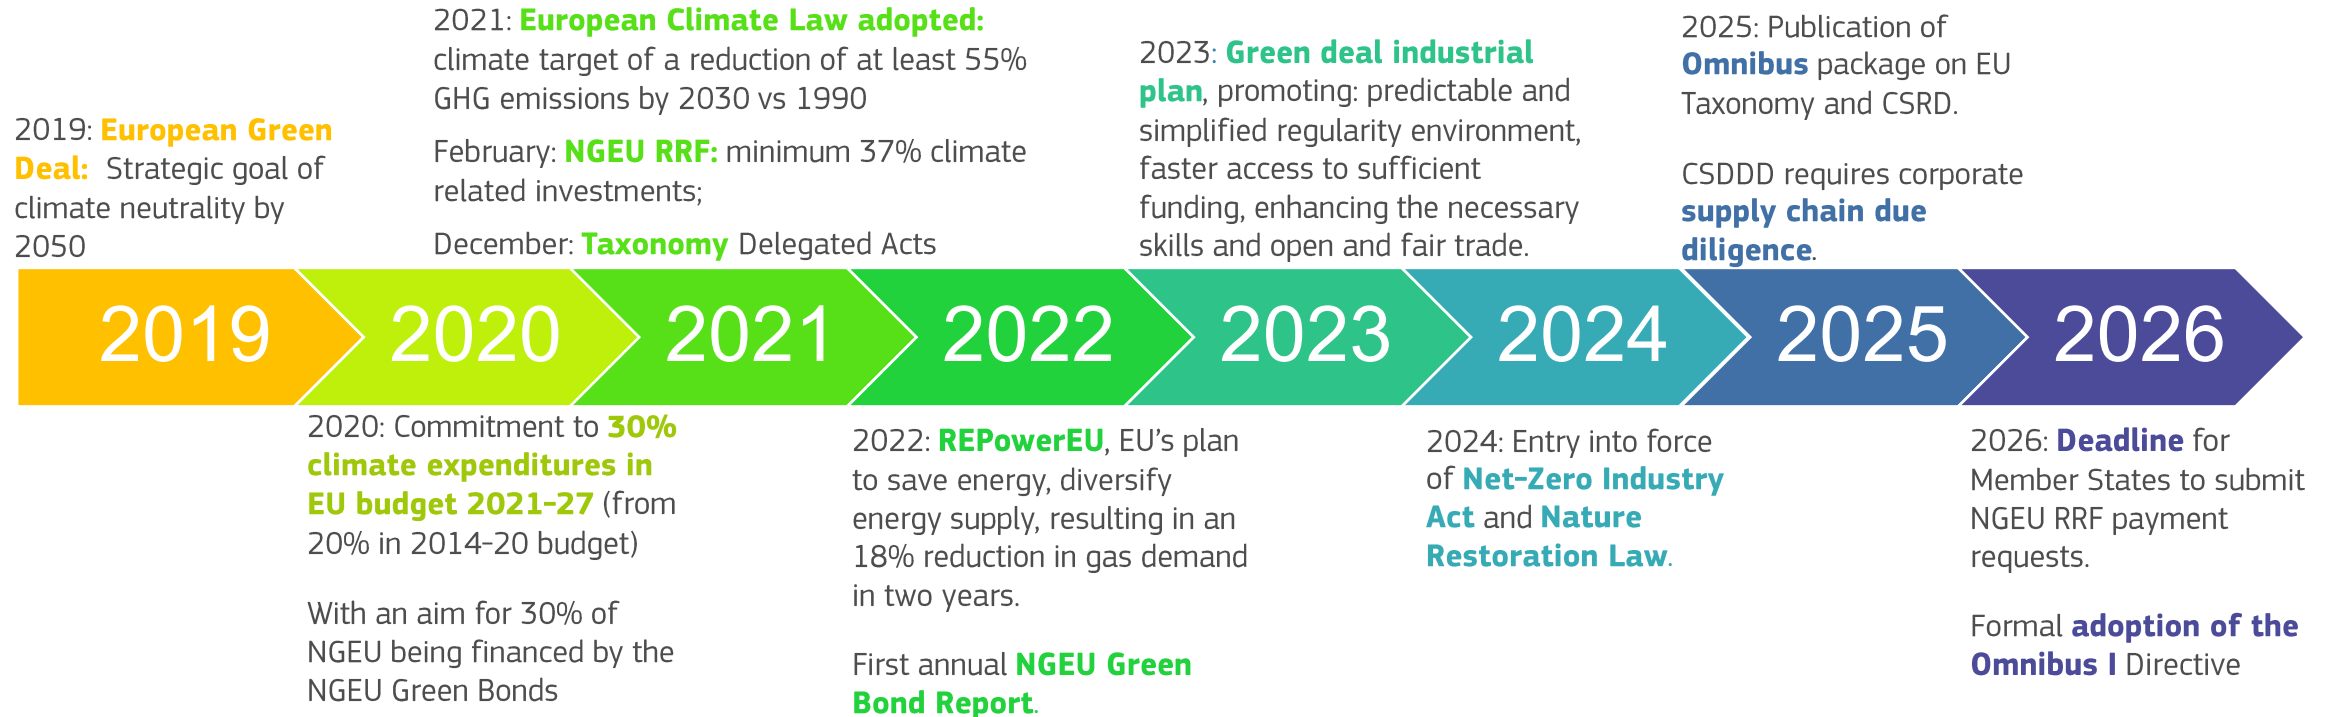 2019: European Green
Deal: Strategic goal of
climate neutrality by
2050
2021: European Climate Law adopted:
climate target of a reduction of at least 55%
GHG emissions by 2030 vs 1990
February: NGEU RRF: minimum 37% climate
related investments;
December: Taxonomy Delegated Acts
2023: Green deal industrial
plan, promoting: predictable and
simplified regularity environment,
faster access to sufficient
funding, enhancing the necessary
skills and open and fair trade.
2025: Publication of
Omnibus package on EU
Taxonomy and CSRD.
CSDDD requires corporate
supply chain due
diligence.
2019 2020 2021 2022 2023 2024 2025 2026
2020: Commitment to 30%
climate expenditures in
EU budget 2021-27 (from
20% in 2014-20 budget)
With an aim for 30% of
NGEU being financed by the
NGEU Green Bonds
2022: REPowerEU, EU’s plan
to save energy, diversify
energy supply, resulting in an
18% reduction in gas demand
in two years.
First annual NGEU Green
Bond Report.
2024: Entry into force
of Net-Zero Industry
Act and Nature
Restoration Law.
2026: Deadline for
Member States to submit
NGEU RRF payment
requests.
Formal adoption of the
Omnibus I Directive